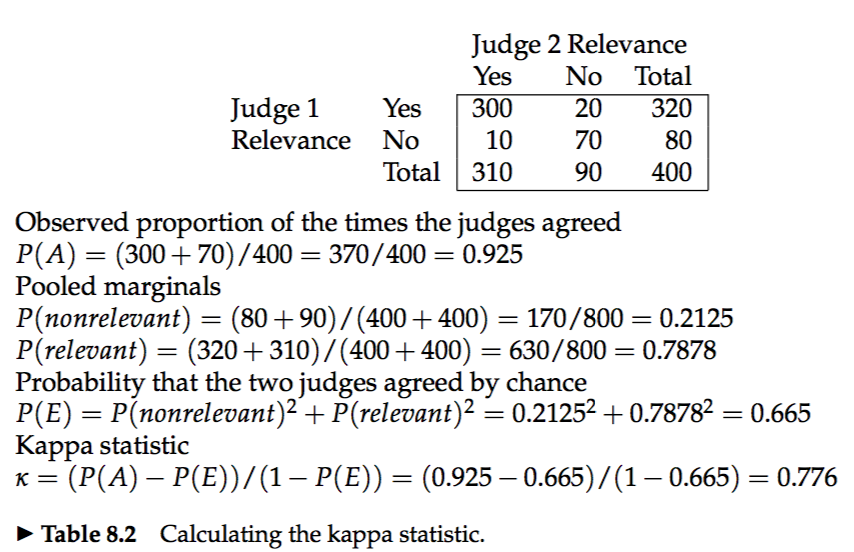 Judge 2 Relevance
Yes No Total
Judge 1 Yes 300 20 320
Relevance No 10 70 80
Total 310 90 400
Observed proportion of the times the judges agreed
P(A) = (300 + 70)/400 = 370/400 = 0.925
Pooled marginals
P(nonrelevant) = (80 + 90)/(400 + 400) = 170/800 = 0.2125
P(relevant) = (320 + 310)/(400 + 400) = 630/800 = 0.7878
Probability that the two judges agreed by chance
P(E) = P(nonrelevant)² + P(relevant)² = 0.2125² + 0.7878² = 0.665
Kappa statistic
κ = (P(A) − P(E))/(1 − P(E)) = (0.925 − 0.665)/(1 − 0.665) = 0.776
► Table 8.2 Calculating the kappa statistic.